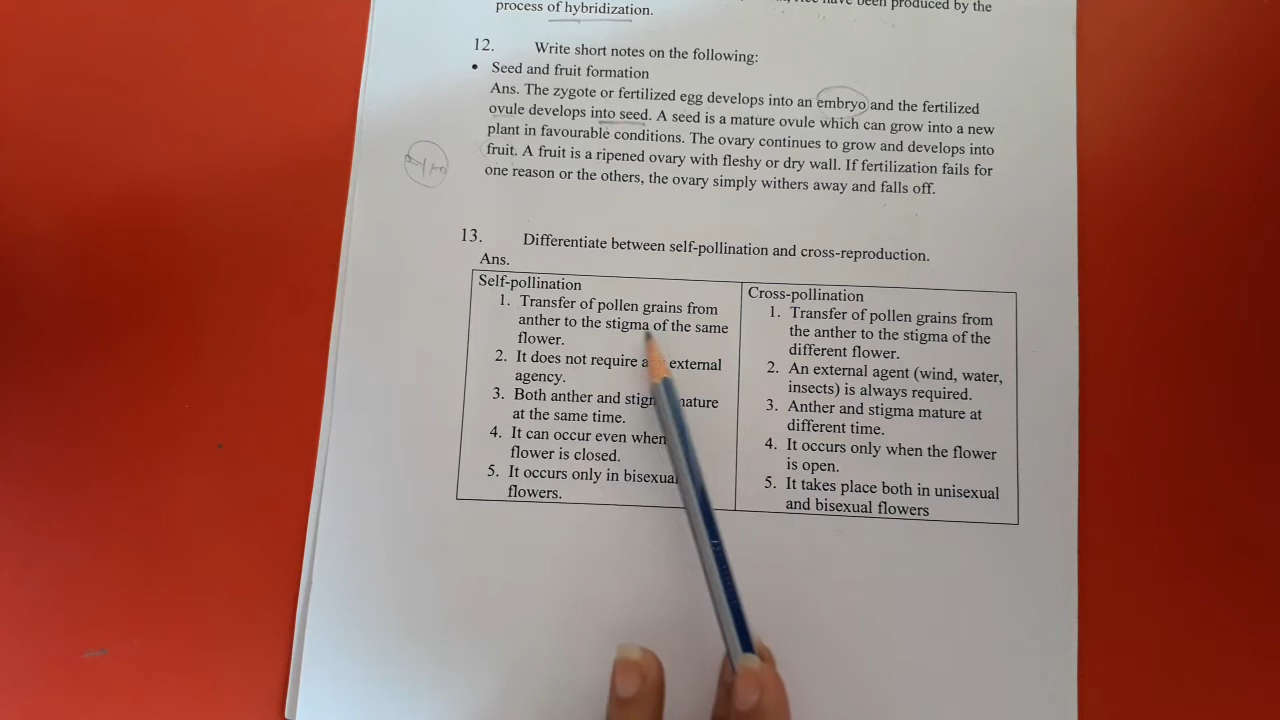 have been produced by the
process of hybridization.
12. Write short notes on the following:
• Seed and fruit formation
Ans. The zygote or fertilized egg develops into an embryo and the fertilized
ovule develops into seed. A seed is a mature ovule which can grow into a new
plant in favourable conditions. The ovary continues to grow and develops into
fruit. A fruit is a ripened ovary with fleshy or dry wall. If fertilization fails for
one reason or the others, the ovary simply withers away and falls off.
13. Differentiate between self-pollination and cross-reproduction.
Ans.
Self-pollination
1. Transfer of pollen grains from
anther to the stigma of the same
flower.
2. It does not require external
agency.
3. Both anther and
at the same time.
4. It can occur even when
flower is closed.
5. It occurs only in bisexual
flowers.
Cross-pollination
1. Transfer of pollen grains from
the anther to the stigma of the
different flower.
2. An external agent (wind, water,
insects) is always required.
3. Anther and stigma mature at
different time.
4. It occurs only when the flower
is open.
5. It takes place both in unisexual
and bisexual flowers